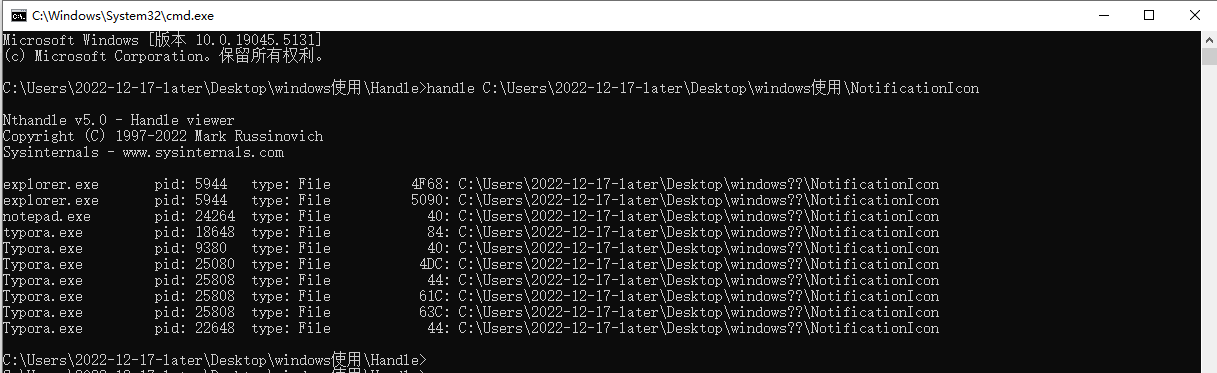 C:\Windows\System32\cmd.exe
Microsoft Windows [版本 10.0.19045.5131]
(c) Microsoft Corporation。保留所有权利。
C:\Users\2022-12-17-later\Desktop\windows使用\Handle>handle C:\Users\2022-12-17-later\Desktop\windows使用\NotificationIcon
Nthandle v5.0 - Handle viewer
Copyright (C) 1997-2022 Mark Russinovich
Sysinternals - www.sysinternals.com
explorer.exe       pid: 5944   type: File          4F68: C:\Users\2022-12-17-later\Desktop\windows??\NotificationIcon
explorer.exe       pid: 5944   type: File          5090: C:\Users\2022-12-17-later\Desktop\windows??\NotificationIcon
notepad.exe        pid: 24264  type: File            40: C:\Users\2022-12-17-later\Desktop\windows??\NotificationIcon
typora.exe         pid: 18648  type: File            84: C:\Users\2022-12-17-later\Desktop\windows??\NotificationIcon
Typora.exe         pid: 9380   type: File            40: C:\Users\2022-12-17-later\Desktop\windows??\NotificationIcon
Typora.exe         pid: 25080  type: File           4DC: C:\Users\2022-12-17-later\Desktop\windows??\NotificationIcon
Typora.exe         pid: 25808  type: File            44: C:\Users\2022-12-17-later\Desktop\windows??\NotificationIcon
Typora.exe         pid: 25808  type: File           61C: C:\Users\2022-12-17-later\Desktop\windows??\NotificationIcon
Typora.exe         pid: 25808  type: File           63C: C:\Users\2022-12-17-later\Desktop\windows??\NotificationIcon
Typora.exe         pid: 22648  type: File            44: C:\Users\2022-12-17-later\Desktop\windows??\NotificationIcon
C:\Users\2022-12-17-later\Desktop\windows使用\Handle>